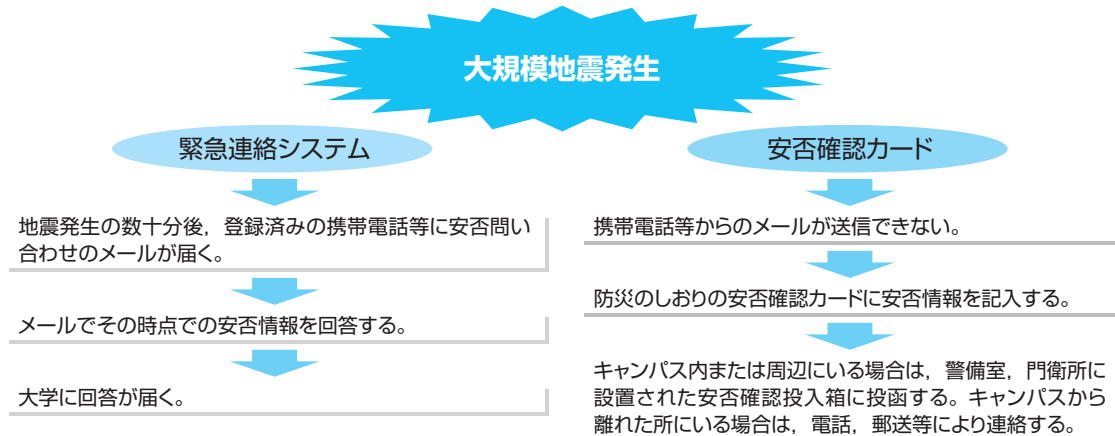 大規模地震発生
緊急連絡システム
地震発生の数十分後，登録済みの携帯電話等に安否問い
合わせのメールが届く。
メールでその時点での安否情報を回答する。
大学に回答が届く。
安否確認カード
携帯電話等からのメールが送信できない。
防災のしおりの安否確認カードに安否情報を記入する。
キャンパス内または周辺にいる場合は，警備室，門衛所に
設置された安否確認投入箱に投函する。キャンパスから
離れた所にいる場合は，電話，郵送等により連絡する。